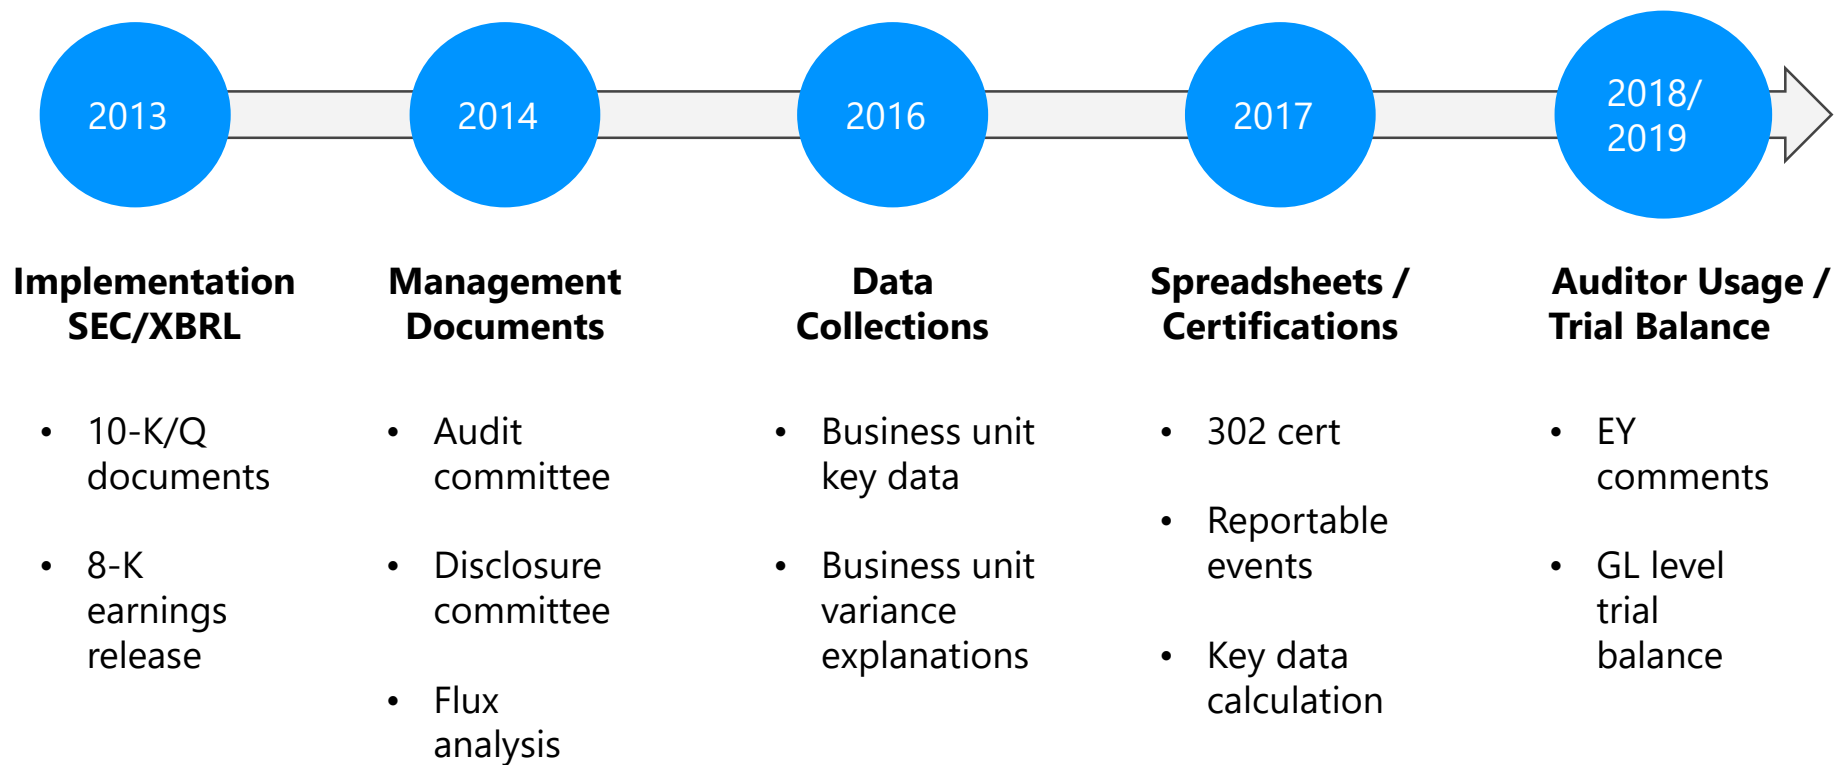 2013
2014
2016
2017
2018/
2019
Implementation
SEC/XBRL
• 10-K/Q
documents
• 8-K
earnings
release
Management
Documents
• Audit
committee
• Disclosure
committee
• Flux
analysis
Data
Collections
• Business unit
key data
• Business unit
variance
explanations
Spreadsheets /
Certifications
• 302 cert
• Reportable
events
• Key data
calculation
Auditor Usage /
Trial Balance
• EY
comments
• GL level
trial
balance